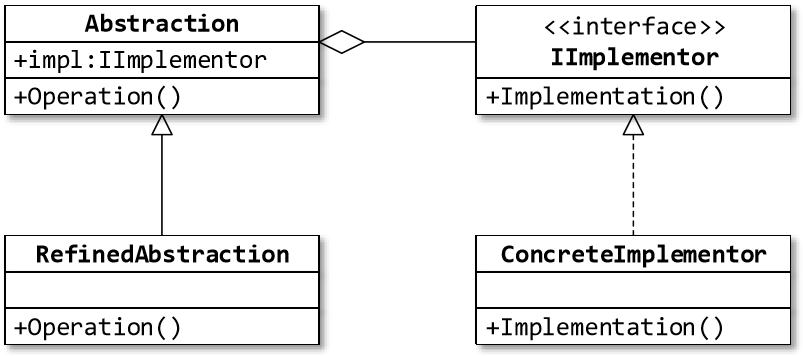 Abstraction
+impl:IImplementor
+Operation()
<<interface>>
IImplementor
+Implementation()
RefinedAbstraction
+Operation()
ConcreteImplementor
+Implementation()